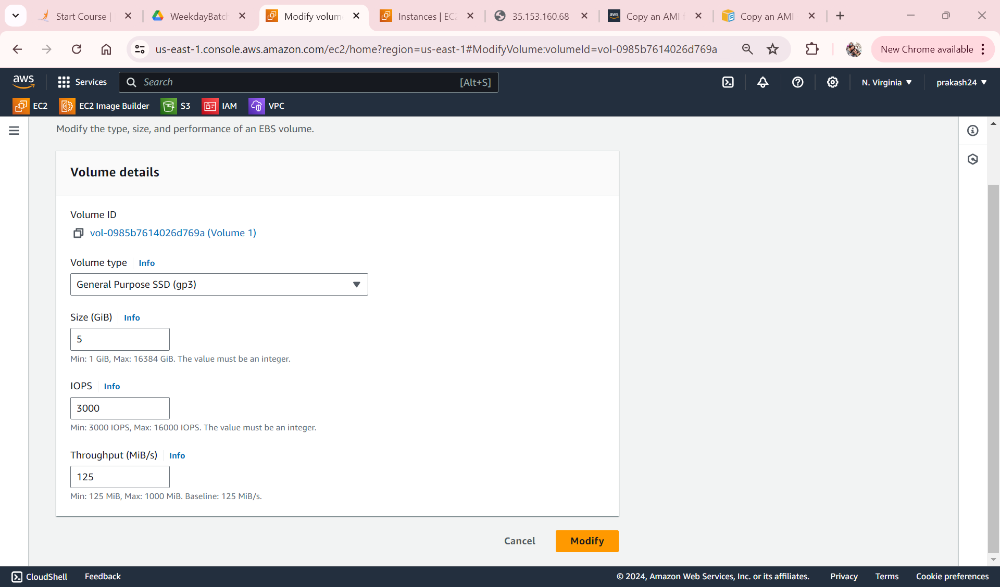 Start Course |
WeekdayBatch
Modify volum
Instances | EC2
35.153.160.68
Copy an AMI f
Copy an AMI -
us-east-1.console.aws.amazon.com/ec2/home?region=us-east-1#ModifyVolume:volumeId=vol-0985b7614026d769a
New Chrome available
aws
Services
Search
[Alt+S]
N. Virginia
prakash24
EC2
EC2 Image Builder
S3
IAM
VPC
Modify the type, size, and performance of an EBS volume.
Volume details
Volume ID
vol-0985b7614026d769a (Volume 1)
Volume type
Info
General Purpose SSD (gp3)
Size (GiB)
Info
5
Min: 1 GiB, Max: 16384 GiB. The value must be an integer.
IOPS
Info
3000
Min: 3000 IOPS, Max: 16000 IOPS. The value must be an integer.
Throughput (MiB/s)
Info
125
Min: 125 MiB, Max: 1000 MiB. Baseline: 125 MiB/s.
Cancel
Modify
CloudShell
Feedback
© 2024, Amazon Web Services, Inc. or its affiliates.
Privacy
Terms
Cookie preferences